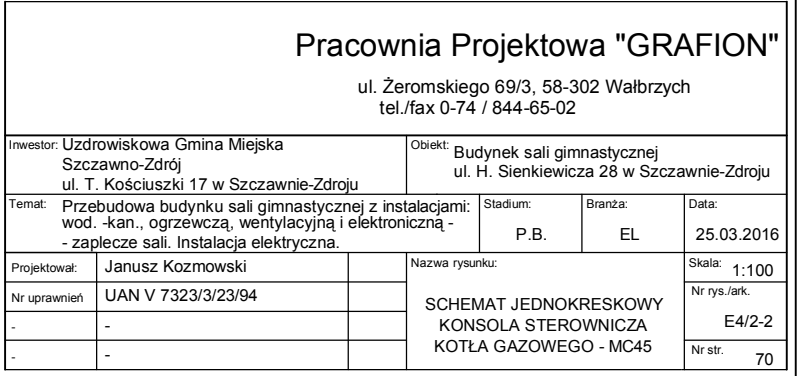 Pracownia Projektowa "GRAFION"
ul. Żeromskiego 69/3, 58-302 Wałbrzych
tel./fax 0-74 / 844-65-02
Inwestor: Uzdrowiskowa Gmina Miejska
Szczawno-Zdrój
ul. T. Kościuszki 17 w Szczawnie-Zdroju
Obiekt: Budynek sali gimnastycznej
ul. H. Sienkiewicza 28 w Szczawnie-Zdroju
Temat: Przebudowa budynku sali gimnastycznej z instalacjami:
wod. -kan., ogrzewczą, wentylacyjną i elektroniczną -
- zaplecze sali. Instalacja elektryczna.
Stadium:
P.B.
Branża:
EL
Data:
25.03.2016
Projektował: Janusz Kozmowski
Nr uprawnień UAN V 7323/3/23/94
- -
- -
Nazwa rysunku:
SCHEMAT JEDNOKRESKOWY
KONSOLA STEROWNICZA
KOTŁA GAZOWEGO - MC45
Skala: 1:100
Nr rys./ark.
E4/2-2
Nr str. 70